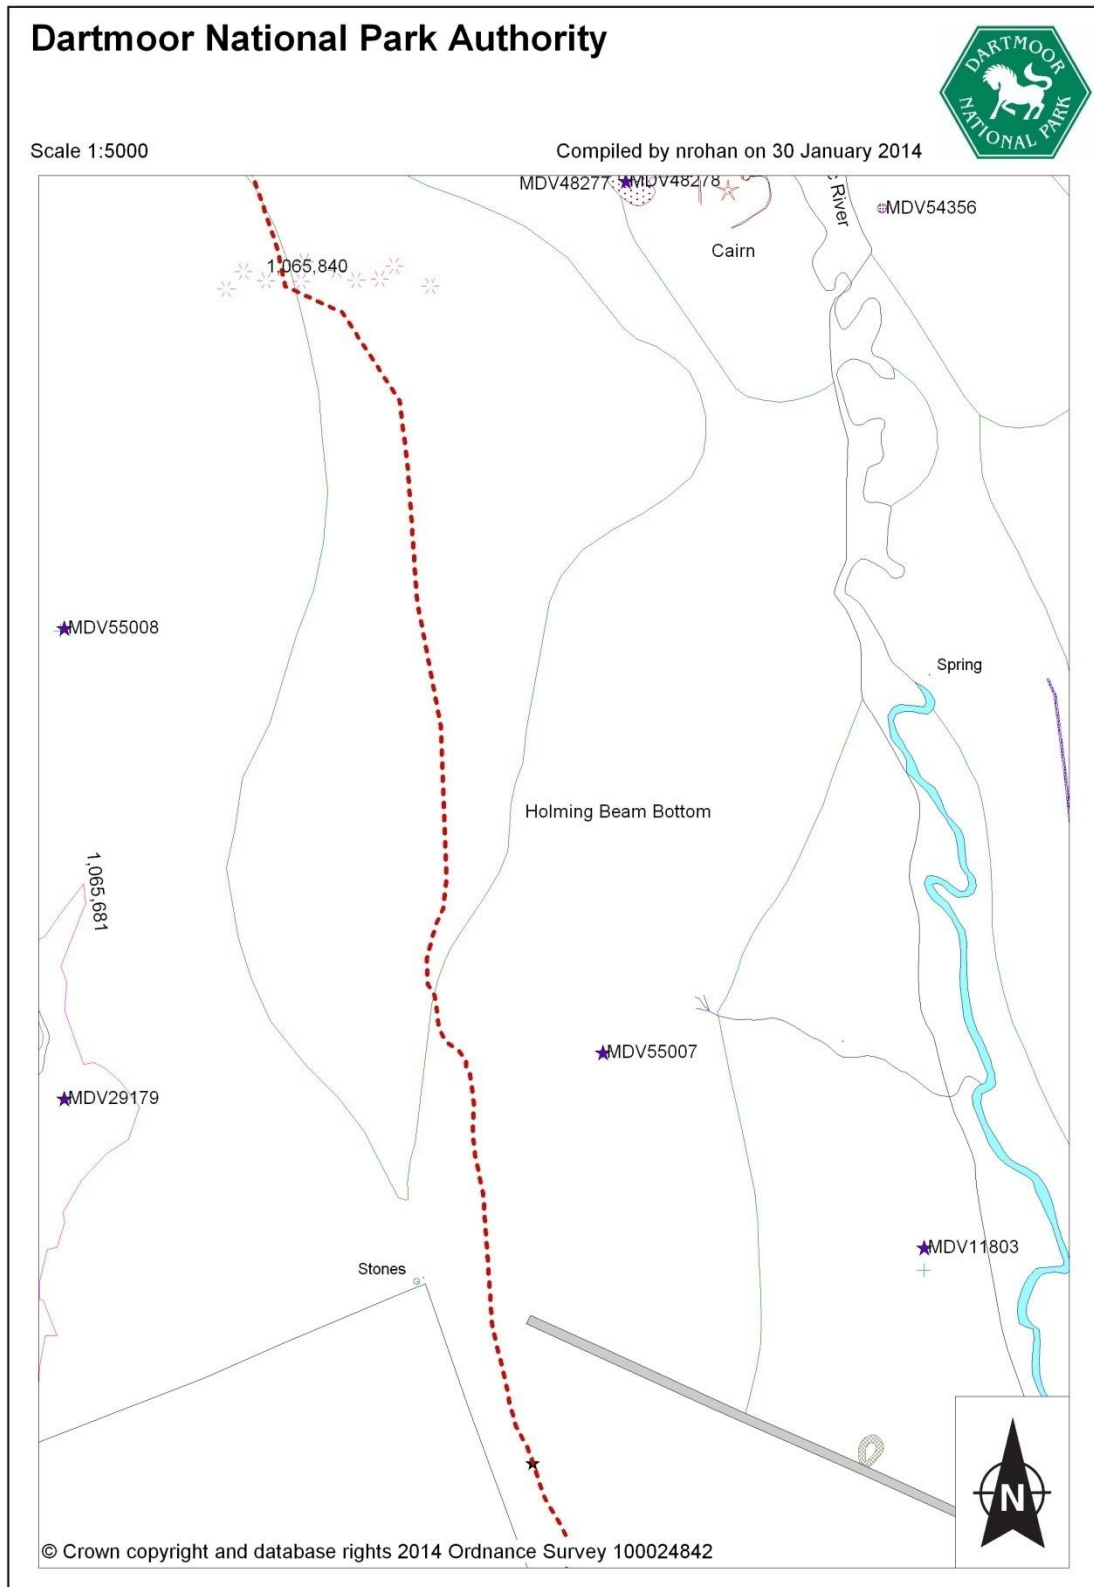 Dartmoor National Park Authority
DARTMOOR
NATIONAL PARK
Scale 1:5000
Compiled by nrohan on 30 January 2014
MDV48277
MDV48278
River
MDV54356
Cairn
1,065,840
MDV55008
Spring
Holming Beam Bottom
1,065,681
MDV55007
MDV29179
MDV11803
Stones
N
© Crown copyright and database rights 2014 Ordnance Survey 100024842